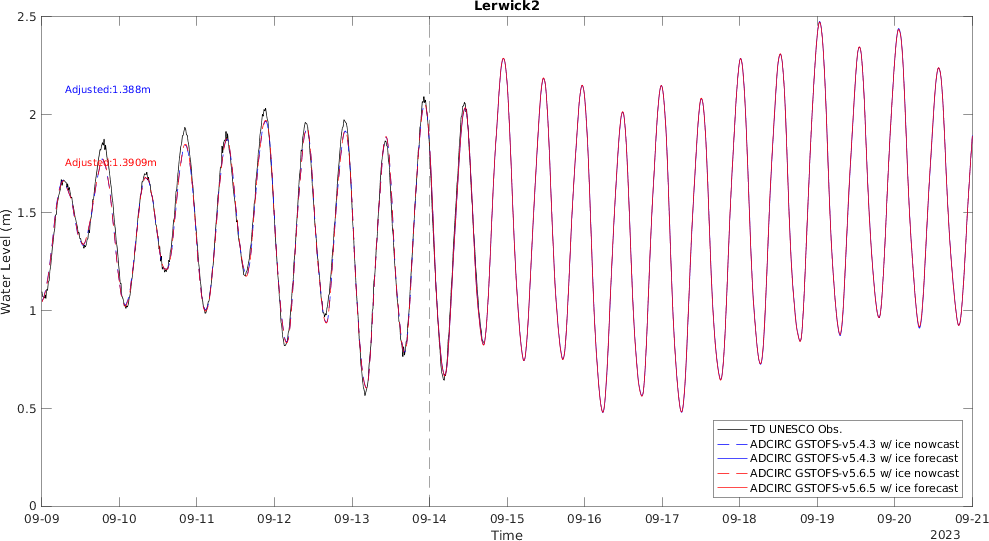 Lerwick2
2.5
2
1.5
1
0.5
0
Water Level (m)
Adjusted:1.388m
Adjusted:1.3909m
TD UNESCO Obs.
ADCIRC GSTOFS-v5.4.3 w/ ice nowcast
ADCIRC GSTOFS-v5.4.3 w/ ice forecast
ADCIRC GSTOFS-v5.6.5 w/ ice nowcast
ADCIRC GSTOFS-v5.6.5 w/ ice forecast
09-09 09-10 09-11 09-12 09-13 09-14 09-15 09-16 09-17 09-18 09-19 09-20 09-21
Time
2023